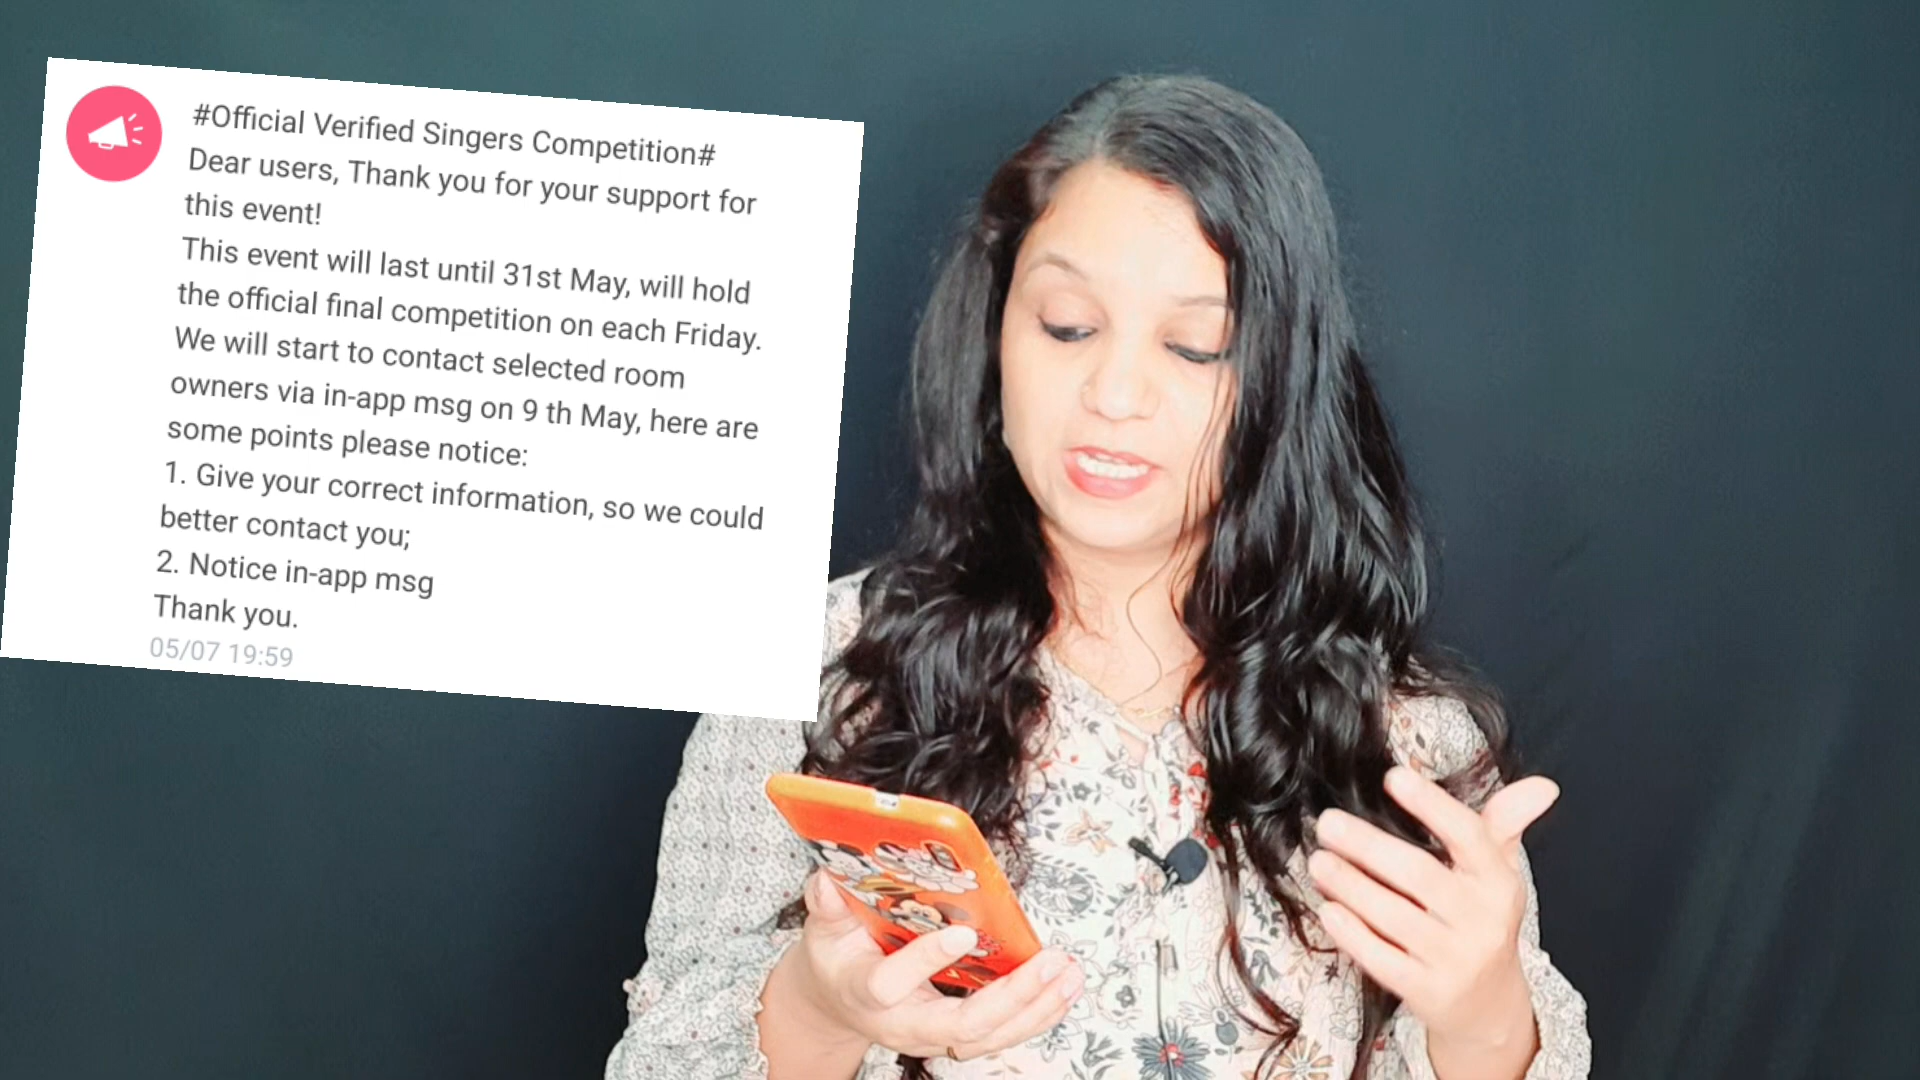 #Official Verified Singers Competition#
Dear users, Thank you for your support for
this event!
This event will last until 31st May, will hold
the official final competition on each Friday.
We will start to contact selected room
owners via in-app msg on 9 th May, here are
some points please notice:
1. Give your correct information, so we could
better contact you;
2. Notice in-app msg
Thank you.
05/07 19:59